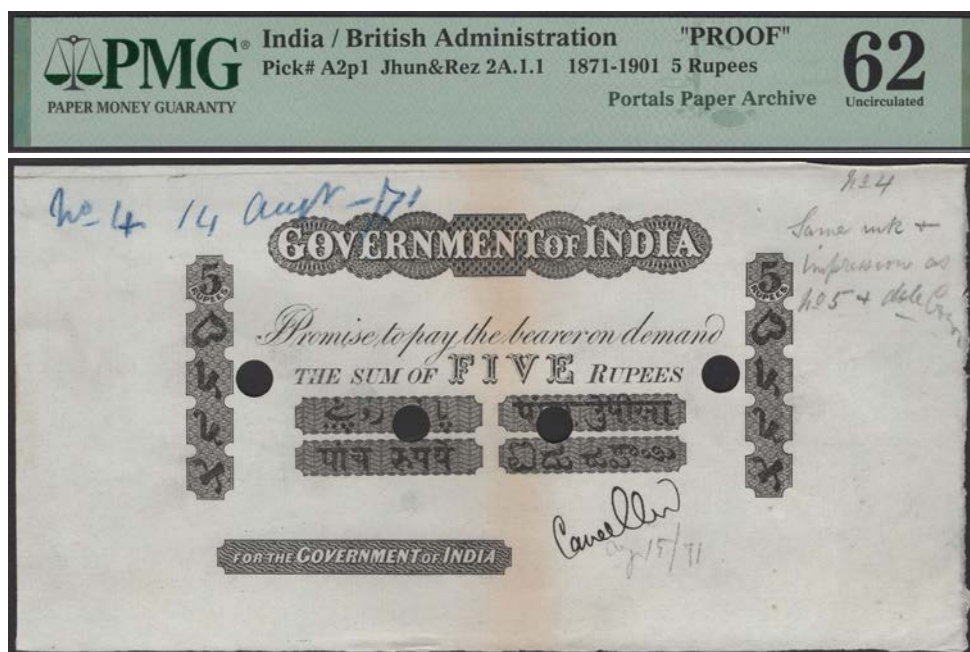 PMG® India / British Administration "PROOF" 62
Pick# A2p1 Jhun&Rez 2A.1.1 1871-1901 5 Rupees
PAPER MONEY GUARANTY Portals Paper Archive Uncirculated
No 4 14 Augt - 71
No 4
Same ink +
impression as
No 5 + dble
GOVERNMENT OF INDIA
5 RUPEES 5 RUPEES
I Promise to pay the bearer on demand
THE SUM OF FIVE RUPEES
पांच रुपये
Cancelled
Aug 15/71
FOR THE GOVERNMENT OF INDIA